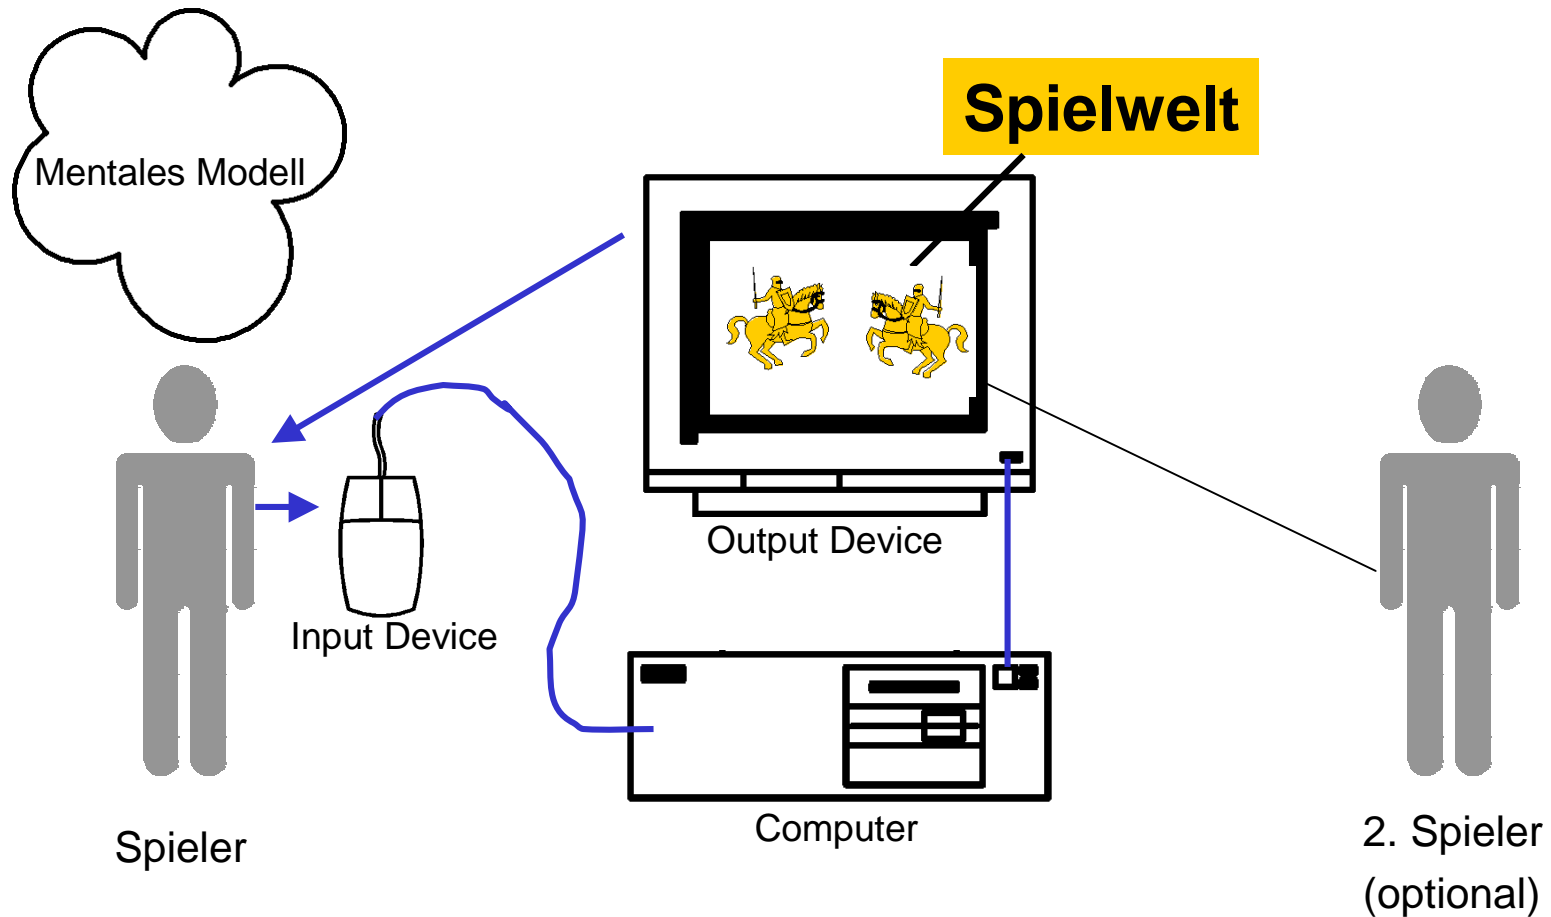 Spielwelt
Mentales Modell
Output Device
Input Device
Computer
Spieler
2. Spieler
(optional)